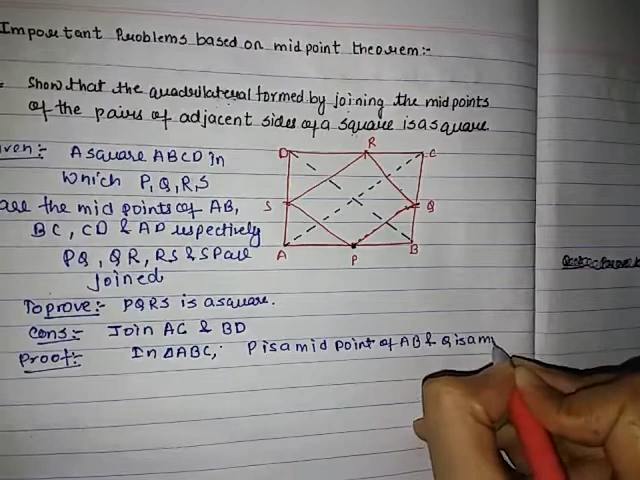 Important Problems based on midpoint theorem:-
Show that the quadrilateral formed by joining the midpoints
of the pairs of adjacent sides of a square is a square
iven:- A square ABCD in
which P, Q, R, S
are the mid points of AB,
BC, CD & AD respectively
PQ, QR, RS & SP are
joined
D R C
S Q
A P B
To prove:- PQRS is a square.
Cons:- Join AC & BD
Proof:- In ΔABC, P is a mid point of AB & Q is a m